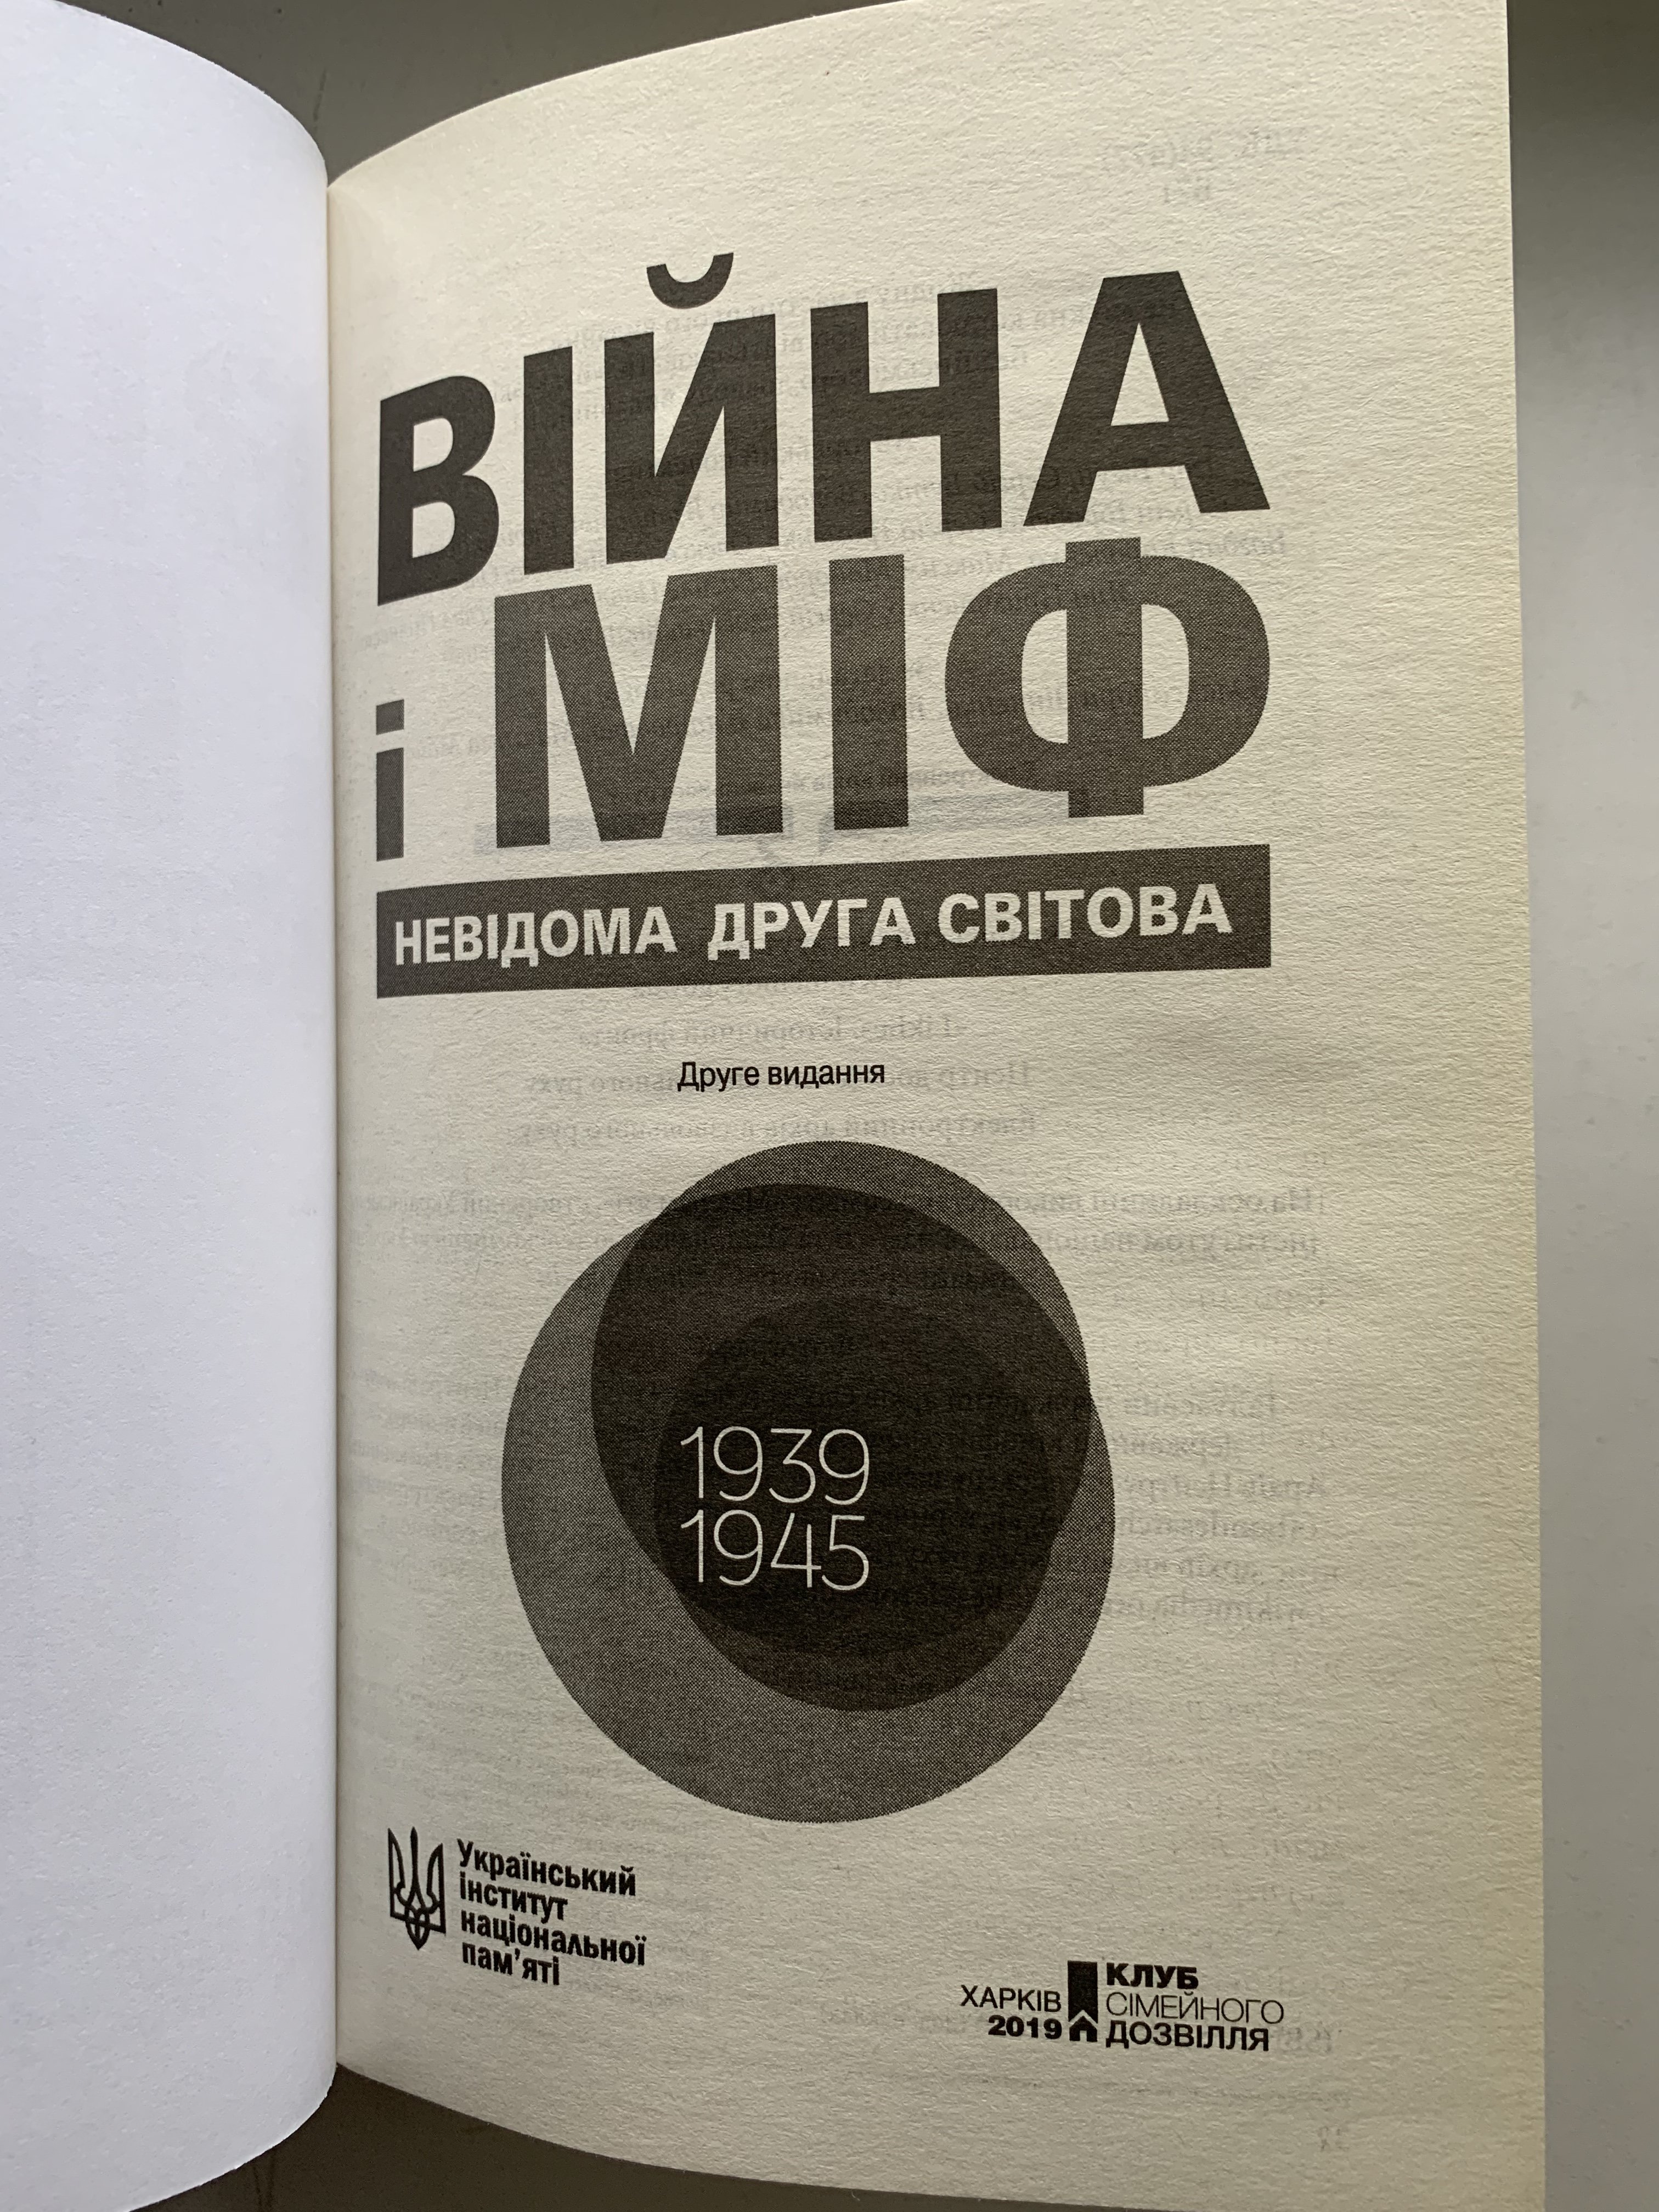 ВІЙНА
і МІФ
НЕВІДОМА ДРУГА СВІТОВА
Друге видання
1939
1945
Український
інститут
національної
пам'яті
ХАРКІВ
2019
КЛУБ
СІМЕЙНОГО
ДОЗВІЛЛЯ